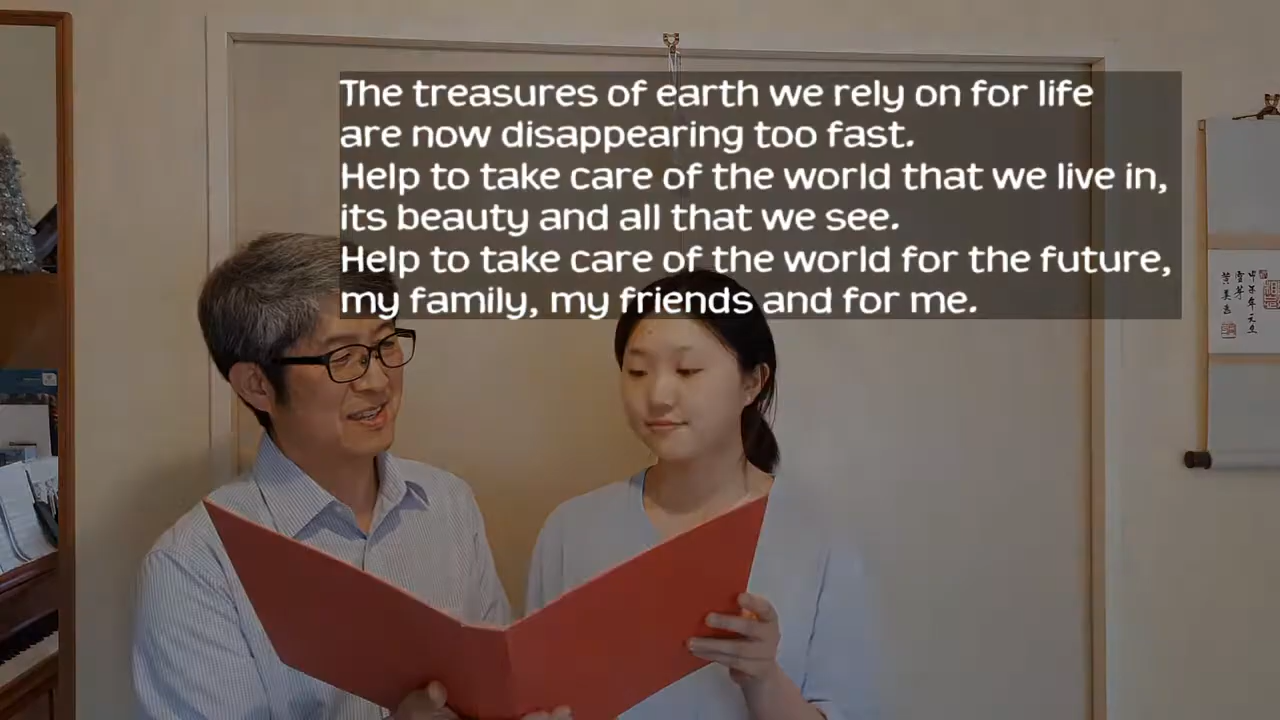 The treasures of earth we rely on for life
are now disappearing too fast.
Help to take care of the world that we live in,
its beauty and all that we see.
Help to take care of the world for the future,
my family, my friends and for me.